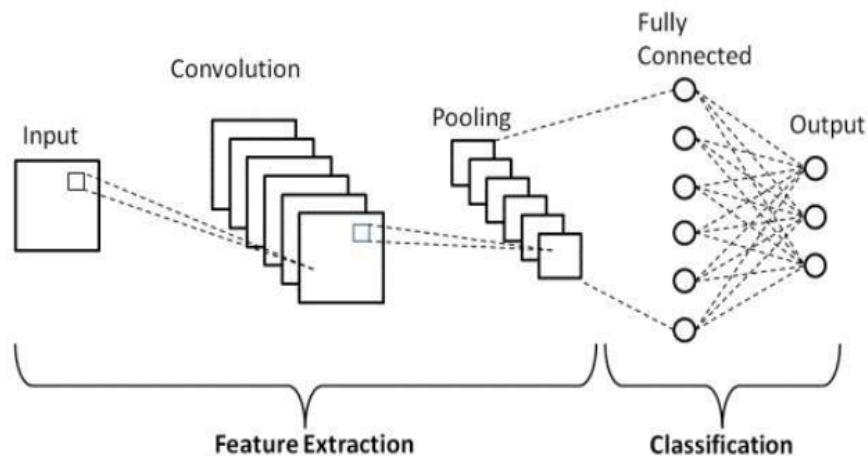 Input
Convolution
Pooling
Fully
Connected
Output
Feature Extraction
Classification